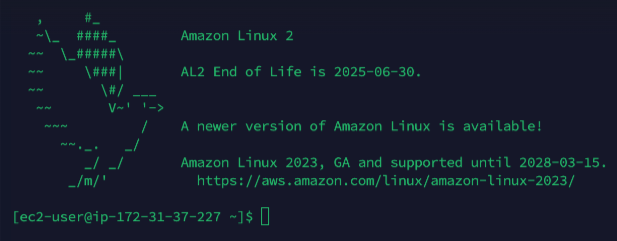 ,     #_
   ~\_  ####_        Amazon Linux 2
  ~~  \_#####\
  ~~     \###|       AL2 End of Life is 2025-06-30.
  ~~       \#/ ___
   ~~       V~' '->
    ~~~         /    A newer version of Amazon Linux is available!
      ~~._.   _/
         _/ _/       Amazon Linux 2023, GA and supported until 2028-03-15.
       _/m/'           https://aws.amazon.com/linux/amazon-linux-2023/
[ec2-user@ip-172-31-37-227 ~]$